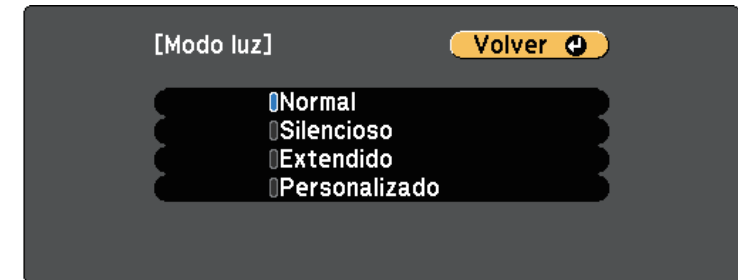 [Modo luz]
Volver
Normal
Silencioso
Extendido
Personalizado